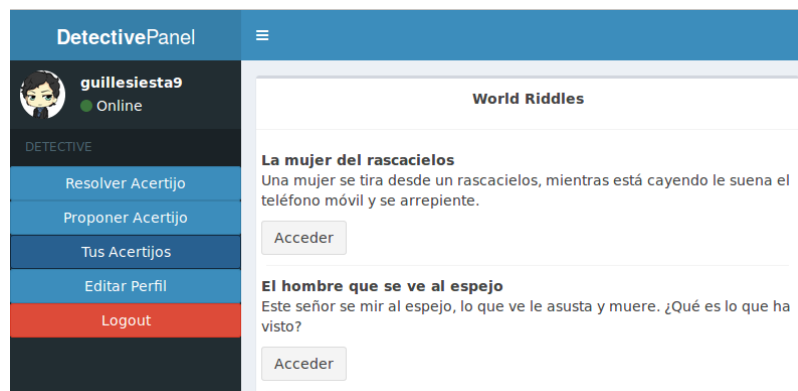 DetectivePanel
guillesiesta9
Online
DETECTIVE
Resolver Acertijo
Proponer Acertijo
Tus Acertijos
Editar Perfil
Logout
World Riddles
La mujer del rascacielos
Una mujer se tira desde un rascacielos, mientras está cayendo le suena el
teléfono móvil y se arrepiente.
Acceder
El hombre que se ve al espejo
Este señor se mir al espejo, lo que ve le asusta y muere. ¿Qué es lo que ha
visto?
Acceder